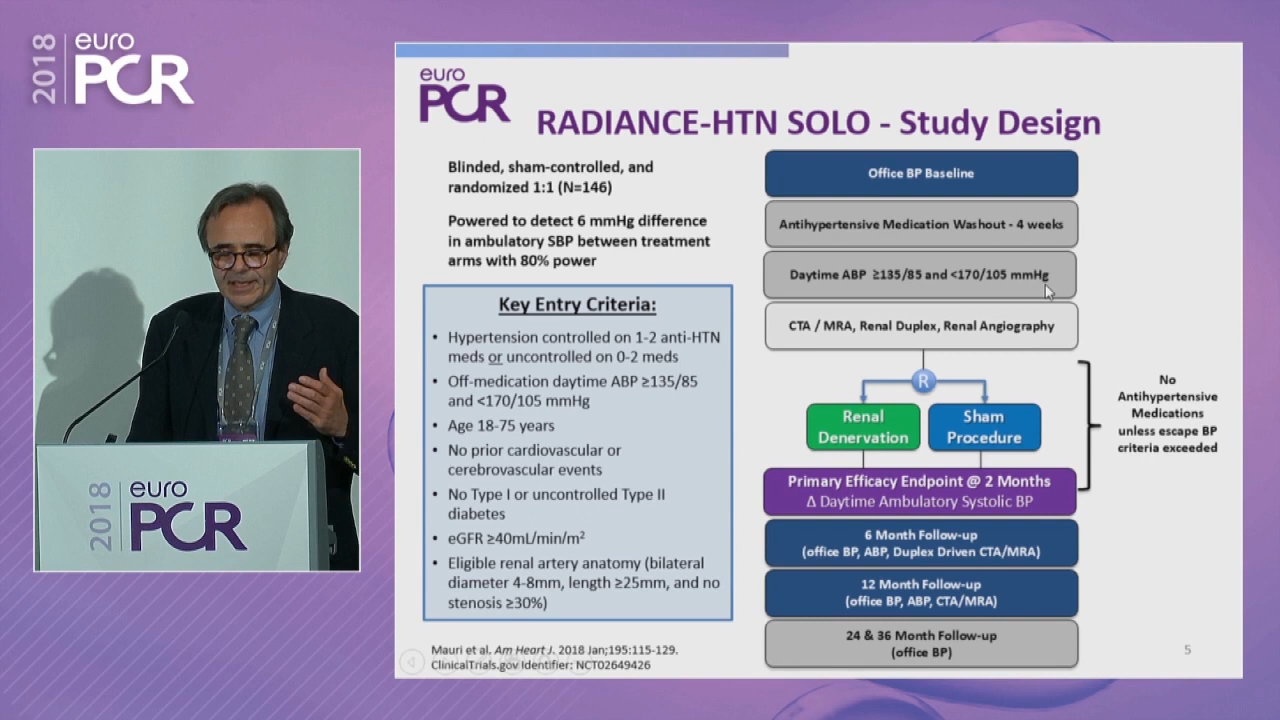 2018 euro PCR
euro PCR
RADIANCE-HTN SOLO - Study Design
Blinded, sham-controlled, and
randomized 1:1 (N=146)
Powered to detect 6 mmHg difference
in ambulatory SBP between treatment
arms with 80% power
Key Entry Criteria:
• Hypertension controlled on 1-2 anti-HTN
meds or uncontrolled on 0-2 meds
• Off-medication daytime ABP ≥135/85
and <170/105 mmHg
• Age 18-75 years
• No prior cardiovascular or
cerebrovascular events
• No Type I or uncontrolled Type II
diabetes
• eGFR ≥40mL/min/m²
• Eligible renal artery anatomy (bilateral
diameter 4-8mm, length ≥25mm, and no
stenosis ≥30%)
Mauri et al. Am Heart J. 2018 Jan;195:115-129.
ClinicalTrials.gov Identifier: NCT02649426
Office BP Baseline
Antihypertensive Medication Washout - 4 weeks
Daytime ABP ≥135/85 and <170/105 mmHg
CTA / MRA, Renal Duplex, Renal Angiography
R
Renal
Denervation
Sham
Procedure
Primary Efficacy Endpoint @ 2 Months
Δ Daytime Ambulatory Systolic BP
6 Month Follow-up
(office BP, ABP, Duplex Driven CTA/MRA)
12 Month Follow-up
(office BP, ABP, CTA/MRA)
24 & 36 Month Follow-up
(office BP)
No
Antihypertensive
Medications
unless escape BP
criteria exceeded
5
2018 euro PCR